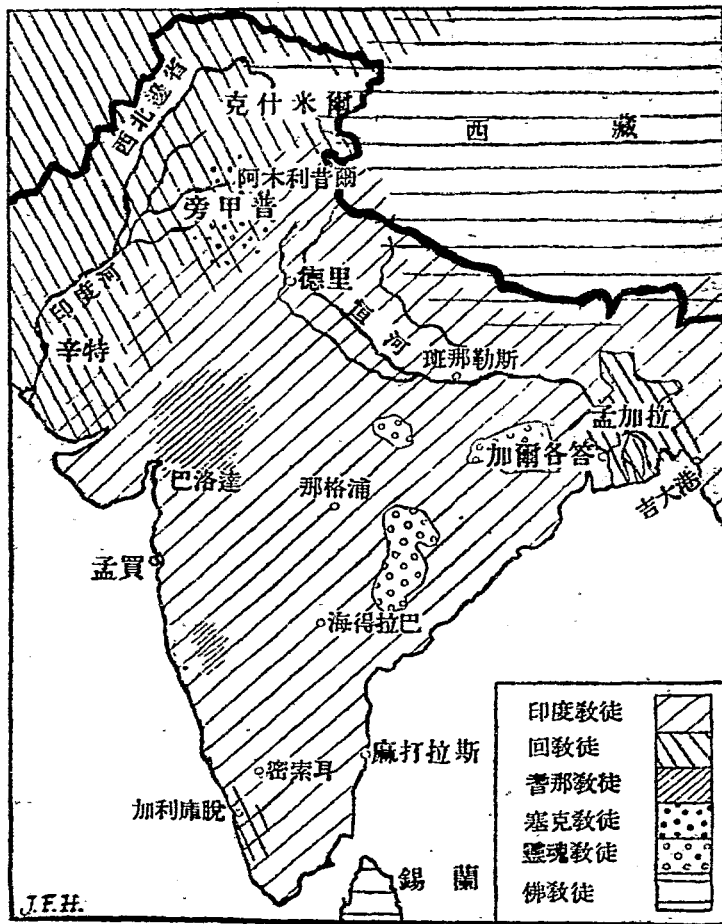 西北邊省
克什米爾
西藏
阿木利昔爾
旁甲普
印度河
德里
恒河
辛特
班那勒斯
孟加拉
加爾各答
巴洛達
那格浦
吉大港
孟買
海得拉巴
麻打拉斯
密索耳
加利庫脫
錫蘭
印度教徒
回教徒
耆那教徒
塞克教徒
靈魂教徒
佛教徒
J.F.H.